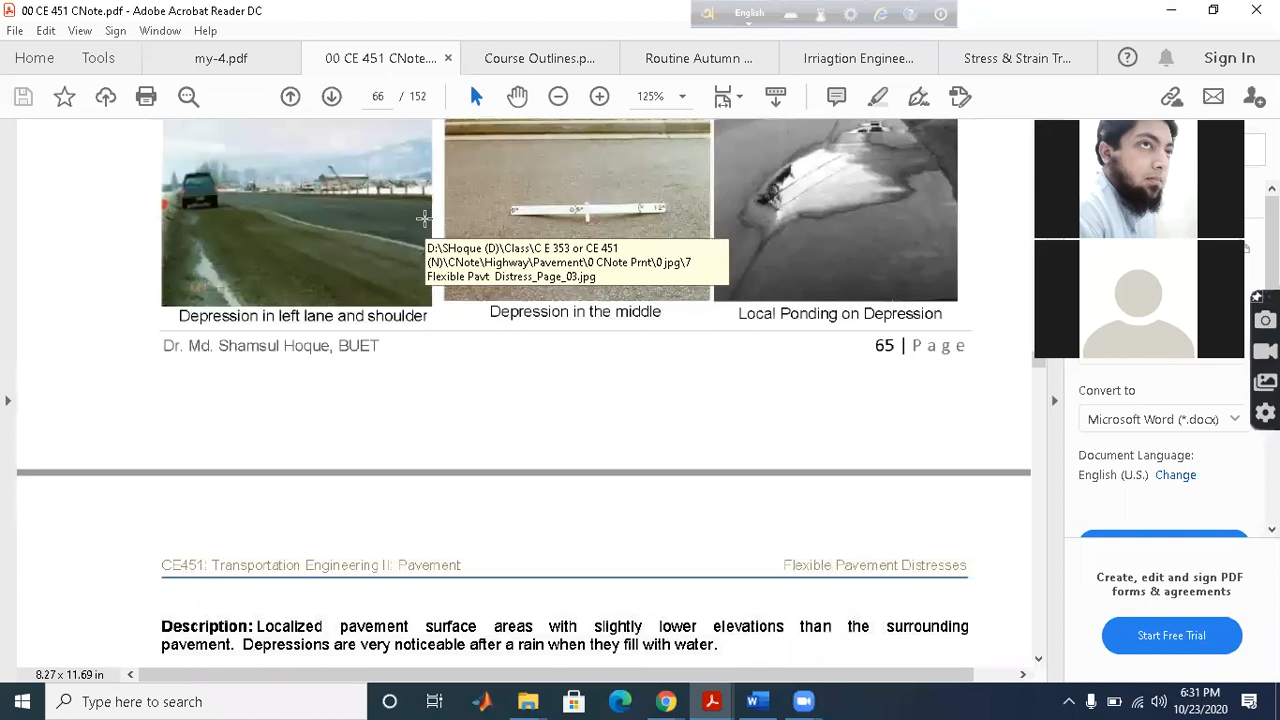 00 CE 451 CNote.pdf - Adobe Acrobat Reader DC
English
File Edit View Sign Window Help
Home Tools my-4.pdf 00 CE 451 CNote.... × Course Outlines.p... Routine Autumn ... Irriagtion Enginee... Stress & Strain Tr... Sign In
66 / 152 125%
D:\SHoque (D)\Class\C E 353 or CE 451
(N)\CNote\Highway\Pavement\0 CNote Prnt\0 jpg\7
Flexible Pavt Distress_Page_03.jpg
Depression in left lane and shoulder
Depression in the middle
Local Ponding on Depression
Dr. Md. Shamsul Hoque, BUET 65 | Page
Convert to
Microsoft Word (*.docx)
Document Language:
English (U.S.) Change
CE451: Transportation Engineering II: Pavement Flexible Pavement Distresses
Description: Localized pavement surface areas with slightly lower elevations than the surrounding
pavement. Depressions are very noticeable after a rain when they fill with water.
Create, edit and sign PDF
forms & agreements
Start Free Trial
8.27 x 11.69 in
Type here to search
6:31 PM
10/23/2020